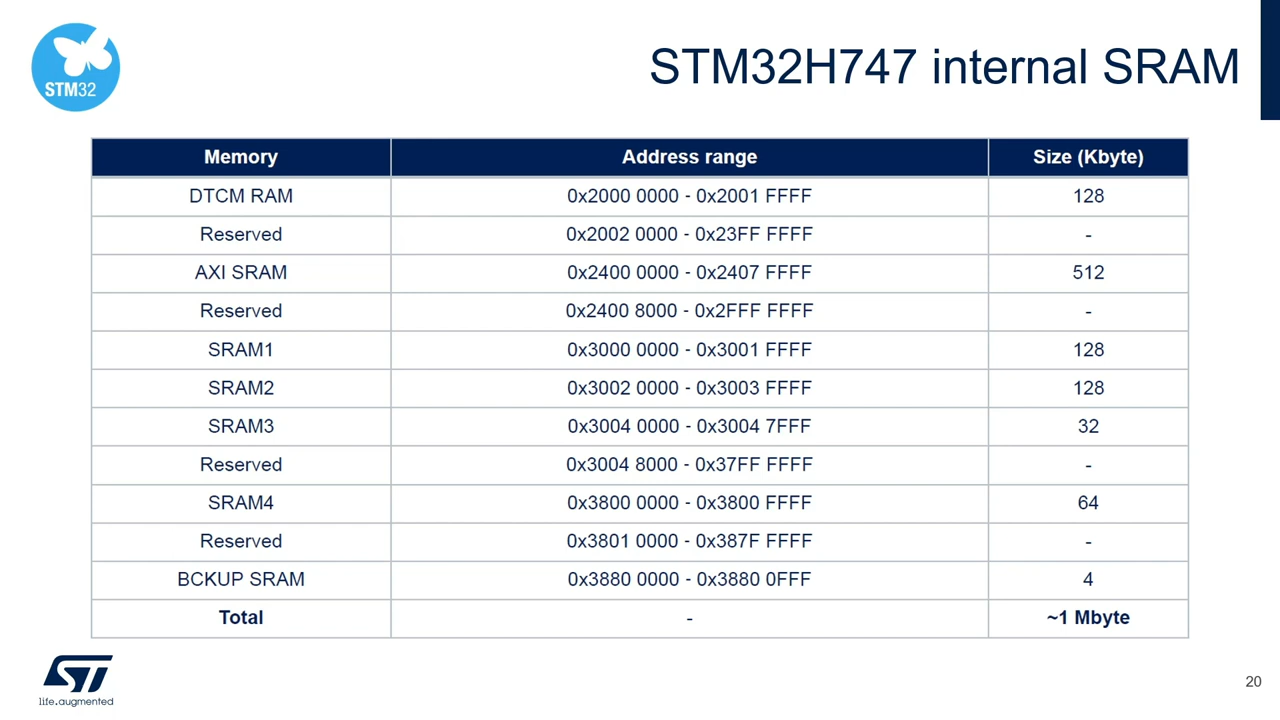 STM32
STM32H747 internal SRAM
Memory Address range Size (Kbyte)
DTCM RAM 0x2000 0000 - 0x2001 FFFF 128
Reserved 0x2002 0000 - 0x23FF FFFF -
AXI SRAM 0x2400 0000 - 0x2407 FFFF 512
Reserved 0x2400 8000 - 0x2FFF FFFF -
SRAM1 0x3000 0000 - 0x3001 FFFF 128
SRAM2 0x3002 0000 - 0x3003 FFFF 128
SRAM3 0x3004 0000 - 0x3004 7FFF 32
Reserved 0x3004 8000 - 0x37FF FFFF -
SRAM4 0x3800 0000 - 0x3800 FFFF 64
Reserved 0x3801 0000 - 0x387F FFFF -
BCKUP SRAM 0x3880 0000 - 0x3880 0FFF 4
Total - ~1 Mbyte
ST
life.augmented
20